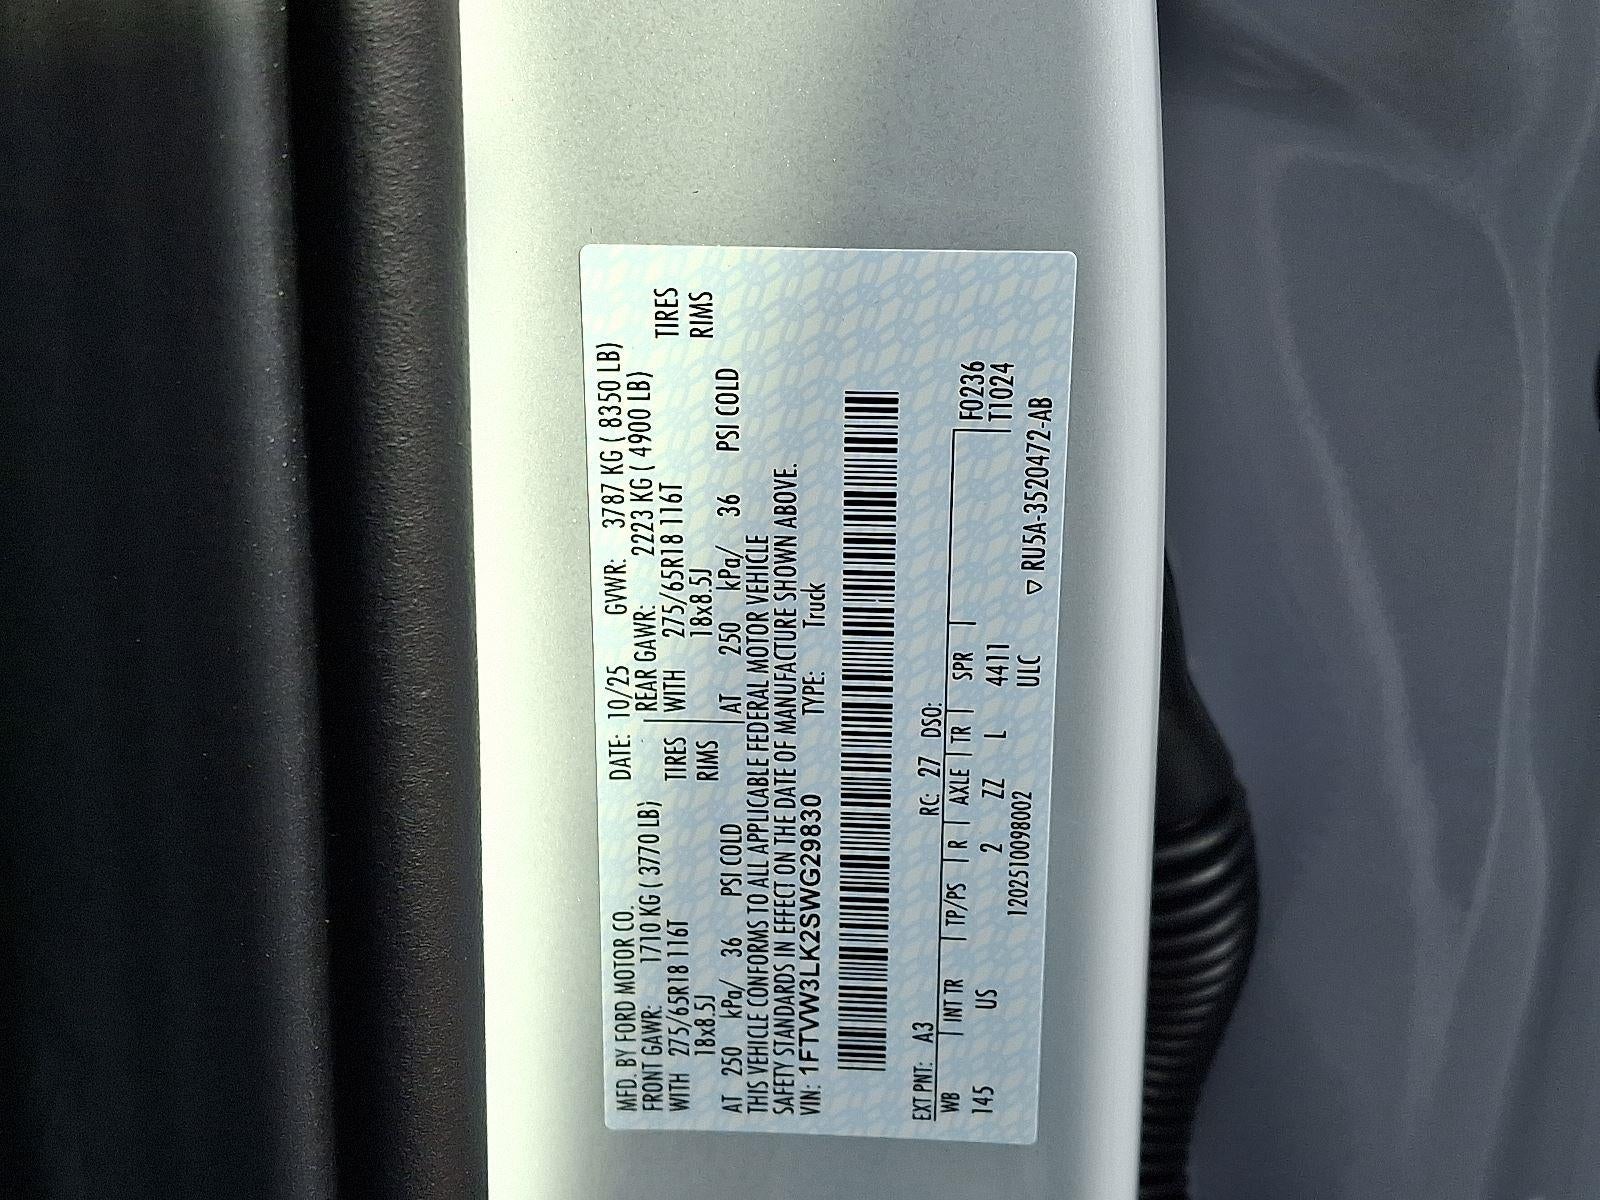 MFD. BY FORD MOTOR CO. DATE: 10/25 GVWR: 3787 KG ( 8350 LB)
FRONT GAWR: 1710 KG ( 3770 LB) REAR GAWR: 2223 KG ( 4900 LB)
WITH 275/65R18 116T TIRES WITH 275/65R18 116T TIRES
18x8.5J RIMS 18x8.5J RIMS
AT 250 kPa/ 36 PSI COLD AT 250 kPa/ 36 PSI COLD
THIS VEHICLE CONFORMS TO ALL APPLICABLE FEDERAL MOTOR VEHICLE
SAFETY STANDARDS IN EFFECT ON THE DATE OF MANUFACTURE SHOWN ABOVE.
VIN: 1FTVW3LK2SWG29830 TYPE: Truck
EXT PNT: A3 RC: 27 DSO: F0236
WB INT TR TP/PS R AXLE TR SPR T1024
145 US 2 ZZ L 4411
1202510098002 ULC ▽ RU5A-3520472-AB